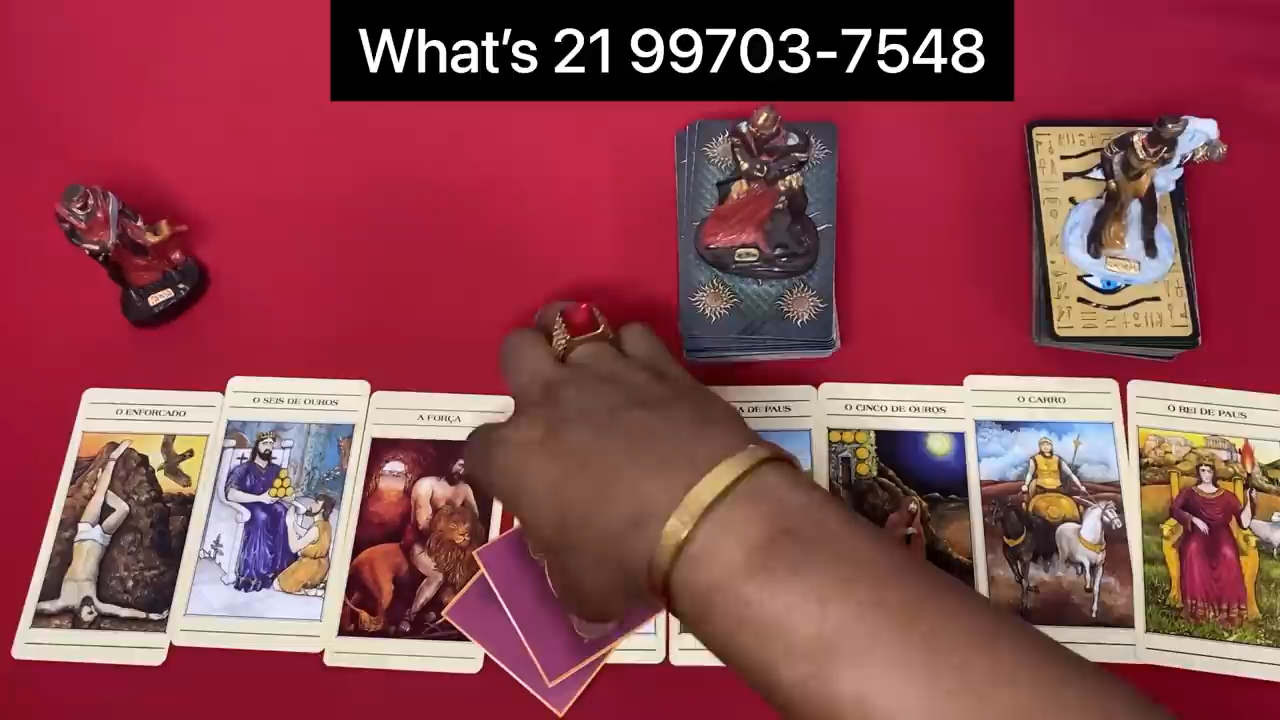 What’s 21 99703-7548
O ENFORCADO
O SEIS DE OUROS
A FORÇA
DE PAUS
O CINCO DE OUROS
O CARRO
O REI DE PAUS